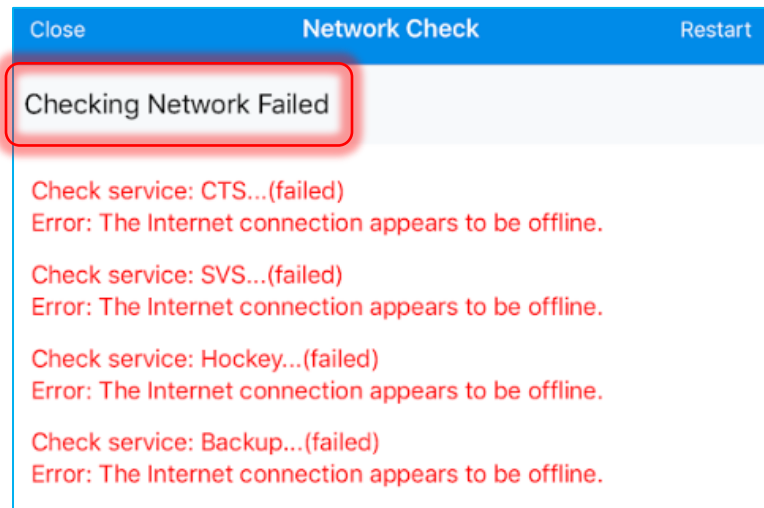 Close Network Check Restart
Checking Network Failed
Check service: CTS...(failed)
Error: The Internet connection appears to be offline.
Check service: SVS...(failed)
Error: The Internet connection appears to be offline.
Check service: Hockey...(failed)
Error: The Internet connection appears to be offline.
Check service: Backup...(failed)
Error: The Internet connection appears to be offline.